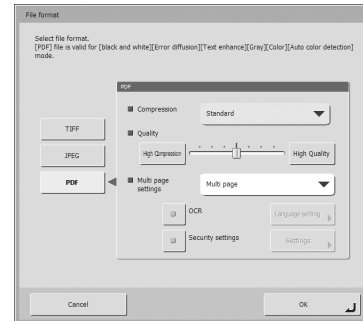 File format
Select file format.
[PDF] file is valid for [black and white][Error diffusion][Text enhance][Gray][Color][Auto color detection]
mode.
PDF
Compression
Standard
Quality
High Compression
High Quality
TIFF
JPEG
PDF
Multi page
settings
Multi page
OCR
Language setting
Security settings
Settings
Cancel
OK